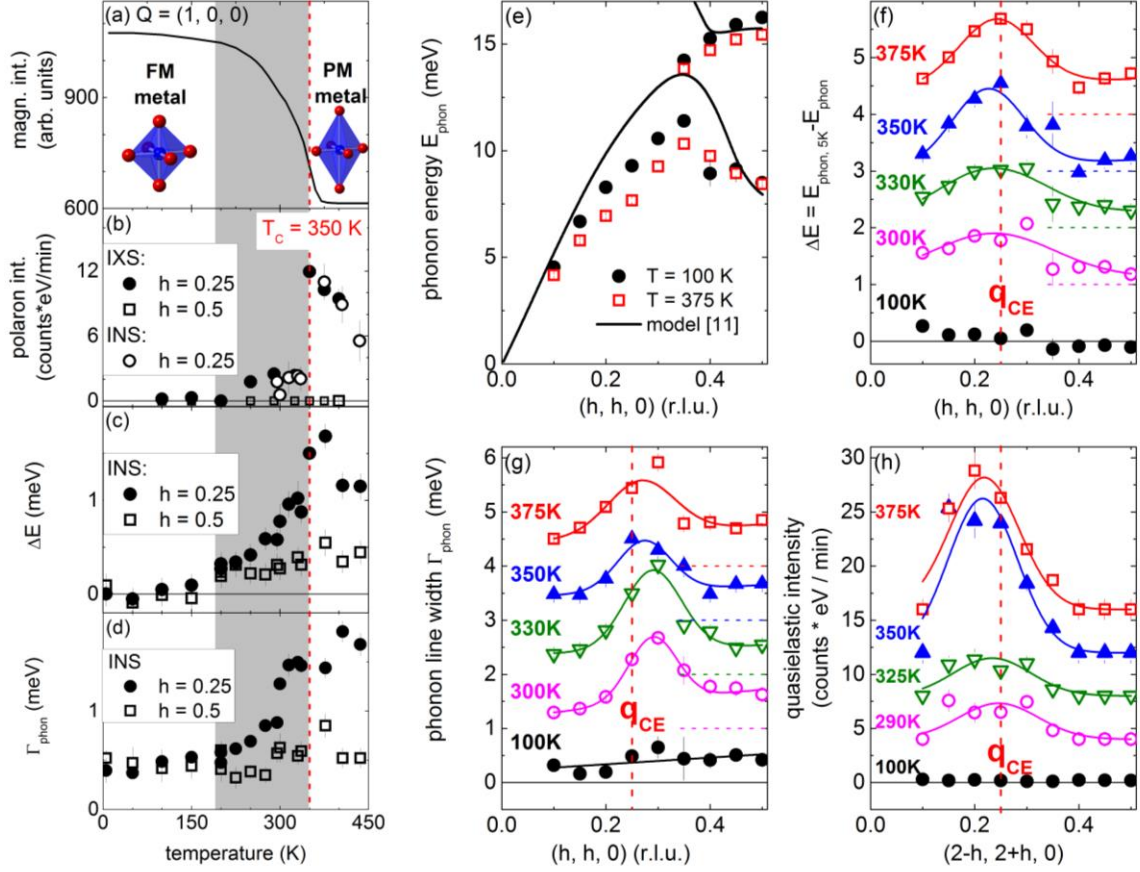 (a) Q = (1, 0, 0)
magn. int.
(arb. units)
900
600
FM
metal
PM
metal
(b)
T_C = 350 K
polaron int.
(counts*eV/min)
12
6
0
IXS:
h = 0.25
h = 0.5
INS:
h = 0.25
(c)
ΔE (meV)
1
0
INS:
h = 0.25
h = 0.5
(d)
Γ_phon (meV)
1
0
INS
h = 0.25
h = 0.5
0 150 300 450
temperature (K)
(e)
phonon energy E_phon (meV)
15
10
5
0
T = 100 K
T = 375 K
model [11]
0.0 0.2 0.4
(h, h, 0) (r.l.u.)
(f)
ΔE = E_phon, 5K-E_phon
6
5
4
3
2
1
0
375K
350K
330K
300K
100K
q_CE
0.0 0.2 0.4
(h, h, 0) (r.l.u.)
(g)
phonon line width Γ_phon (meV)
6
5
4
3
2
1
0
375K
350K
330K
300K
100K
q_CE
0.0 0.2 0.4
(h, h, 0) (r.l.u.)
(h)
quasielastic intensity
(counts * eV / min)
30
25
20
15
10
5
0
375K
350K
325K
290K
100K
q_CE
0.0 0.2 0.4
(2-h, 2+h, 0)